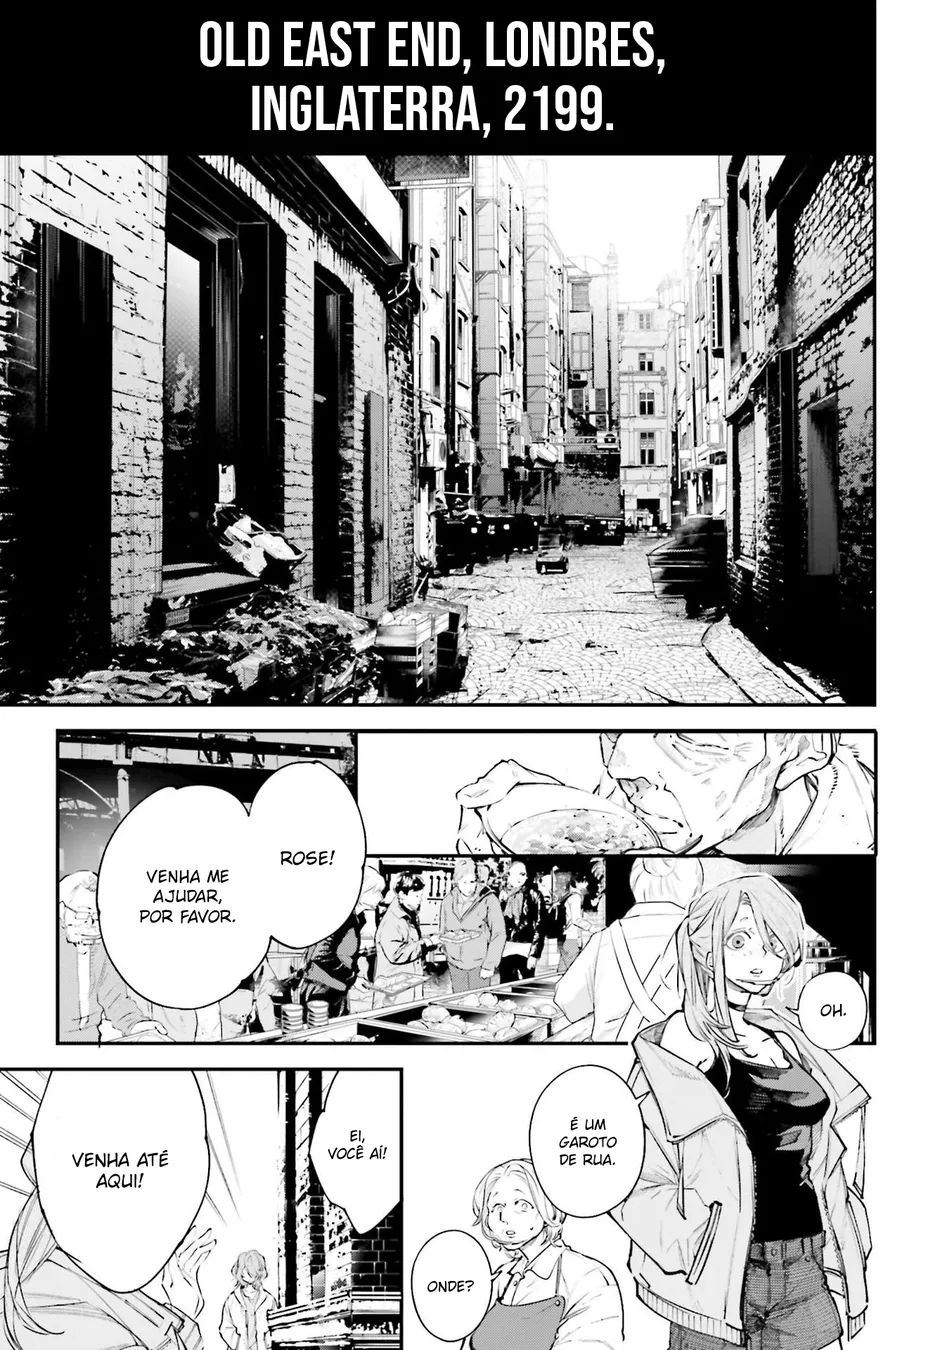 OLD EAST END, LONDRES,
INGLATERRA, 2199.
ROSE!
VENHA ME
AJUDAR,
POR FAVOR.
OH.
É UM
GAROTO
DE RUA.
ONDE?
EI,
VOCÊ AÍ!
VENHA ATÉ
AQUI!